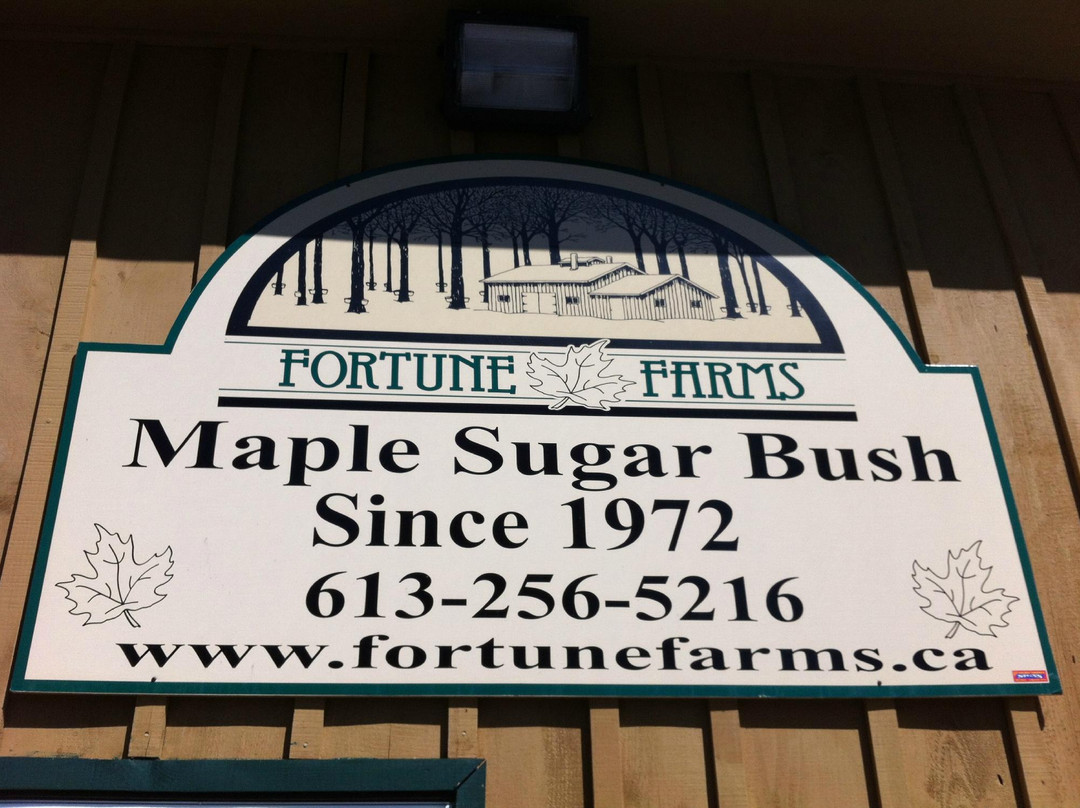 FORTUNE FARMS
Maple Sugar Bush
Since 1972
613-256-5216
www.fortunefarms.ca